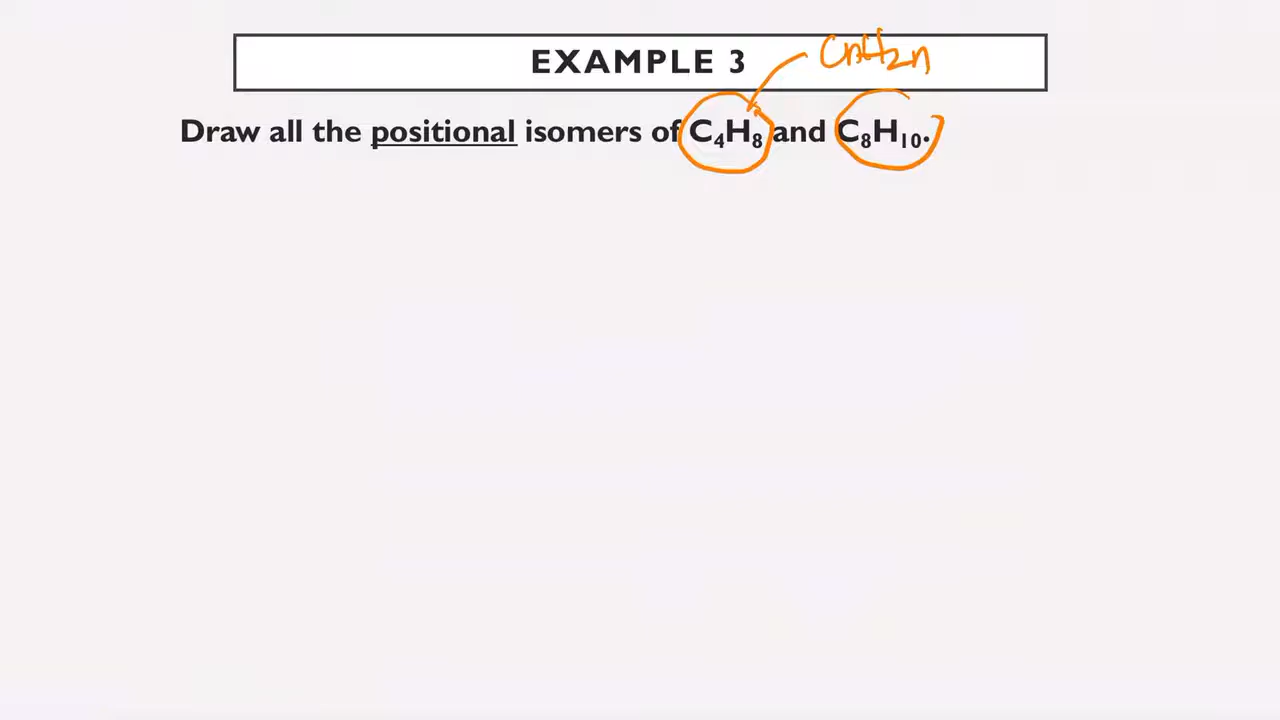 EXAMPLE 3
CnH2n
Draw all the positional isomers of C₄H₈ and C₈H₁₀.